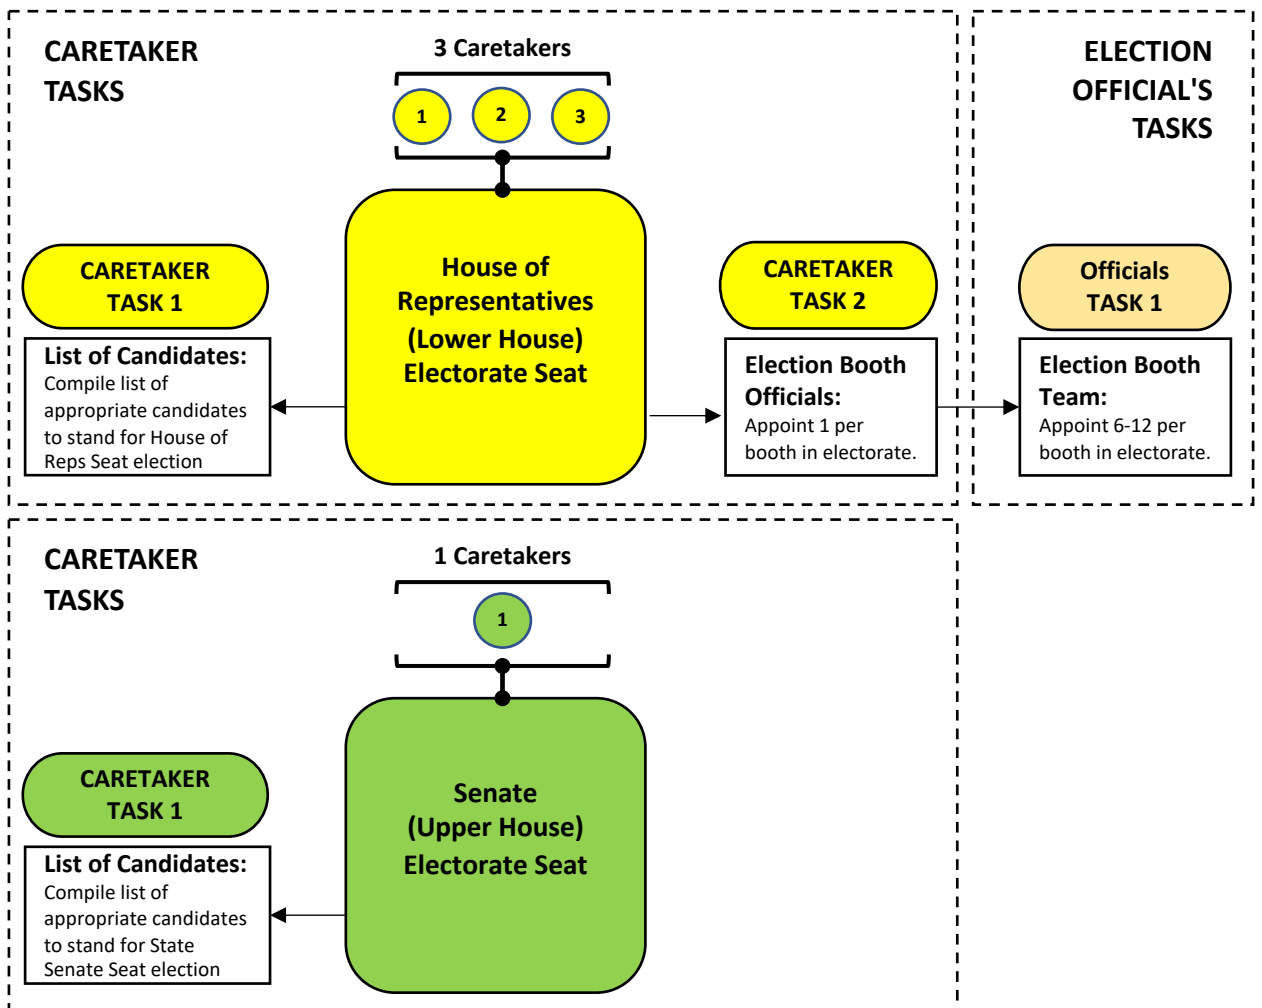 CARETAKER
TASKS
3 Caretakers
1
2
3
ELECTION
OFFICIAL'S
TASKS
CARETAKER
TASK 1
List of Candidates:
Compile list of
appropriate candidates
to stand for House of
Reps Seat election
House of
Representatives
(Lower House)
Electorate Seat
CARETAKER
TASK 2
Election Booth
Officials:
Appoint 1 per
booth in electorate.
Officials
TASK 1
Election Booth
Team:
Appoint 6-12 per
booth in electorate.
CARETAKER
TASKS
1 Caretakers
1
CARETAKER
TASK 1
List of Candidates:
Compile list of
appropriate candidates
to stand for State
Senate Seat election
Senate
(Upper House)
Electorate Seat